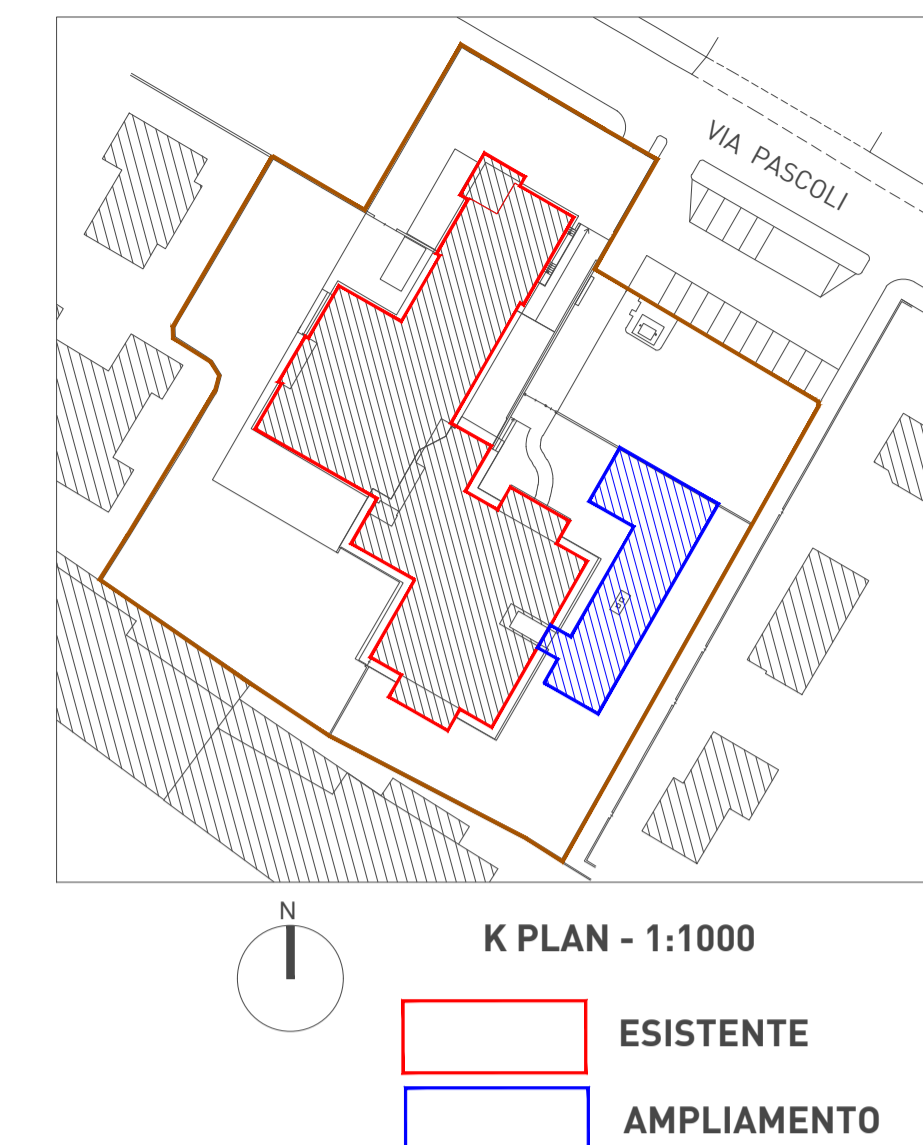 VIA PASCOLI
N
K PLAN - 1:1000
ESISTENTE
AMPLIAMENTO